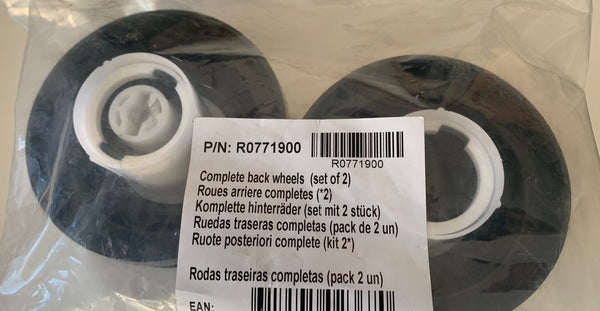 P/N: R0771900
R0771900
Complete back wheels (set of 2)
Roues arriere completes (*2)
Komplette hinterräder (set mit 2 stück)
Ruedas traseras completas (pack de 2 un)
Ruote posteriori complete (kit 2*)
Rodas traseiras completas (pack 2 un)
EAN: